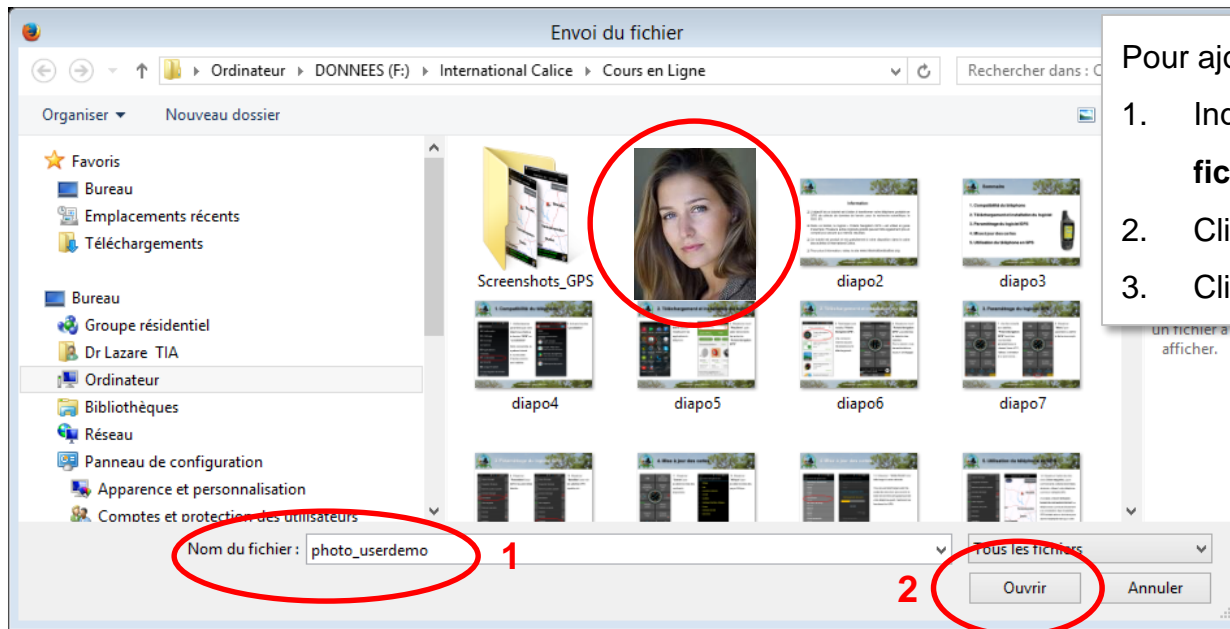 Envoi du fichier
Ordinateur DONNEES (F:) International Calice Cours en Ligne
Rechercher dans : C
Organiser
Nouveau dossier
Favoris
Bureau
Emplacements récents
Téléchargements
Bureau
Groupe résidentiel
Dr Lazare TIA
Ordinateur
Bibliothèques
Réseau
Panneau de configuration
Apparence et personnalisation
Comptes et protection des utilisateurs
Screenshots_GPS
diapo2
diapo3
diapo4
diapo5
diapo6
diapo7
Sommaire
Nom du fichier : photo_userdemo
1
Tous les fichiers
2
Ouvrir
Annuler
Pour ajo
1. Inc
fic
2. Cli
3. Cli
un fichier à
afficher.